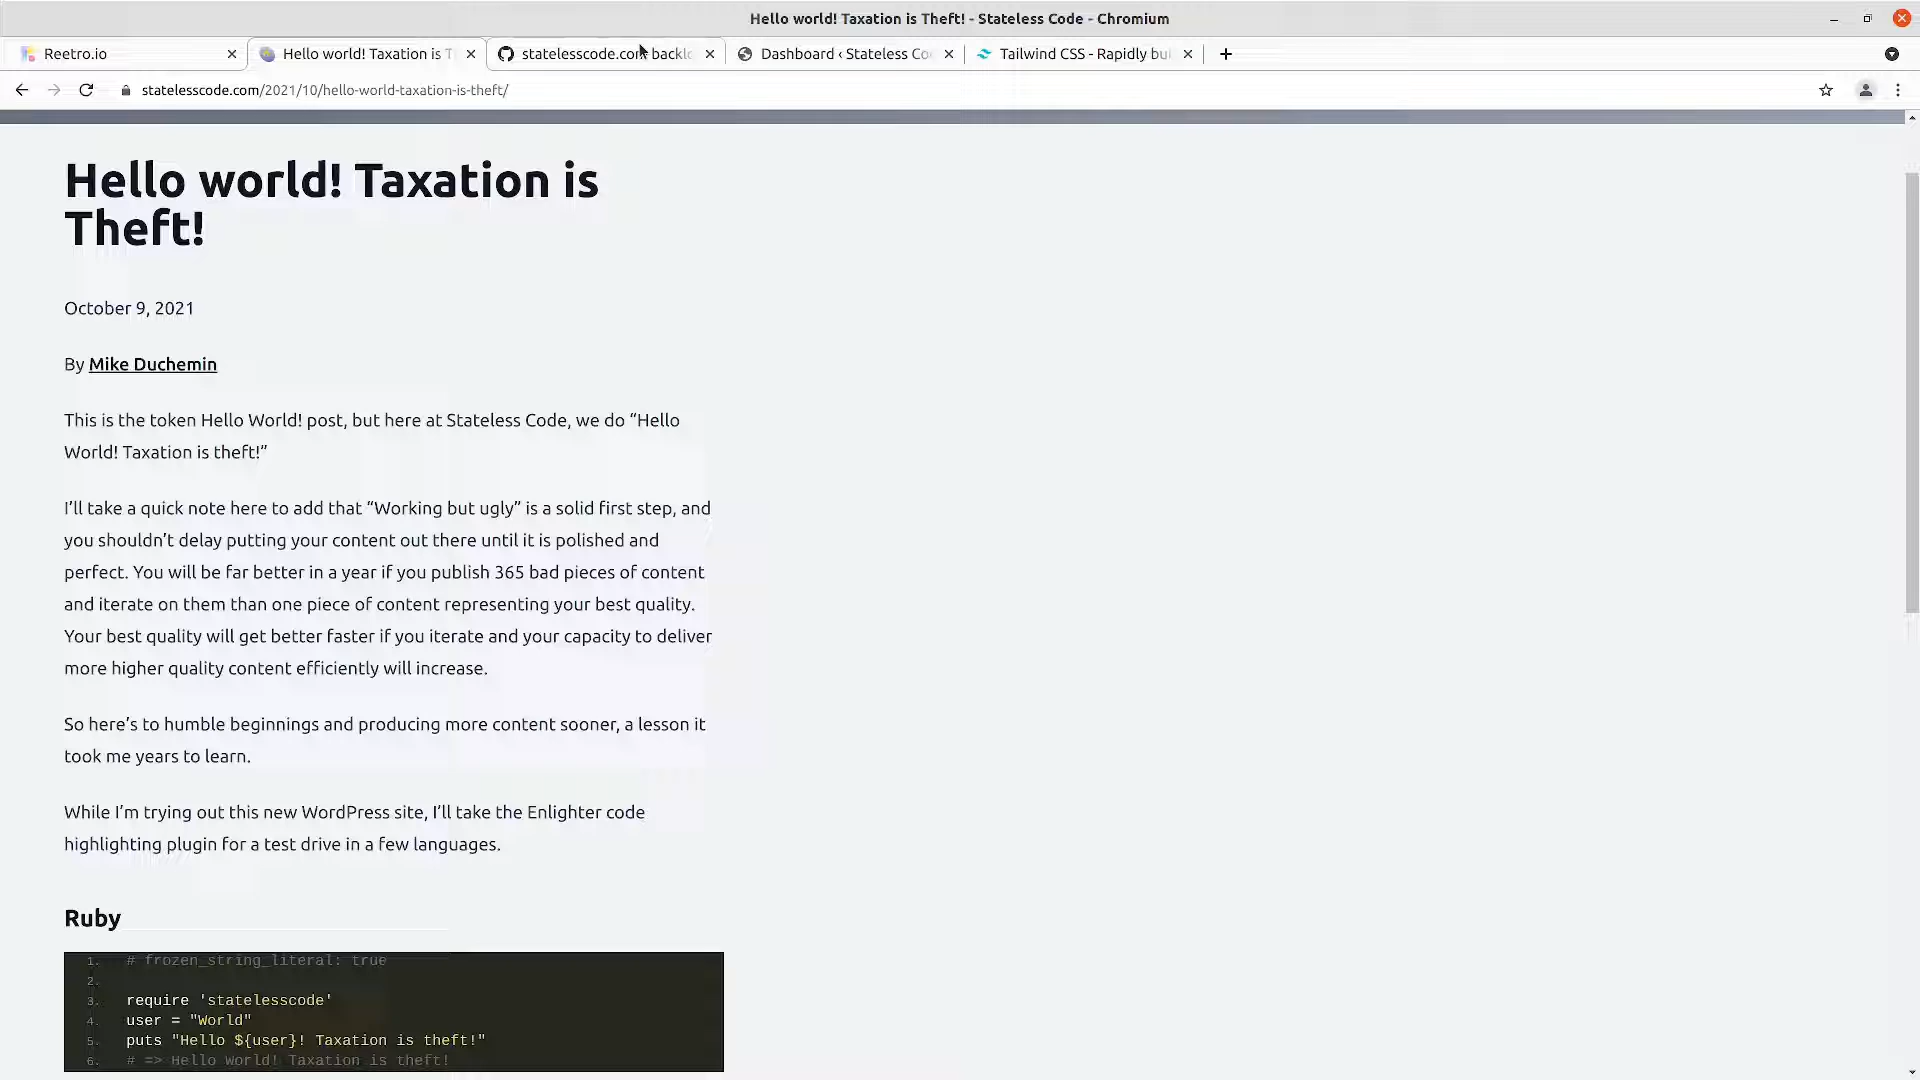 Hello world! Taxation is Theft! - Stateless Code - Chromium
Reetro.io
Hello world! Taxation is T
statelesscode.com backlo
Dashboard ‹ Stateless Co
Tailwind CSS - Rapidly bu
statelesscode.com/2021/10/hello-world-taxation-is-theft/
Hello world! Taxation is
Theft!
October 9, 2021
By Mike Duchemin
This is the token Hello World! post, but here at Stateless Code, we do “Hello
World! Taxation is theft!”
I’ll take a quick note here to add that “Working but ugly” is a solid first step, and
you shouldn’t delay putting your content out there until it is polished and
perfect. You will be far better in a year if you publish 365 bad pieces of content
and iterate on them than one piece of content representing your best quality.
Your best quality will get better faster if you iterate and your capacity to deliver
more higher quality content efficiently will increase.
So here’s to humble beginnings and producing more content sooner, a lesson it
took me years to learn.
While I’m trying out this new WordPress site, I’ll take the Enlighter code
highlighting plugin for a test drive in a few languages.
Ruby
1. # frozen_string_literal: true
2.
3. require 'statelesscode'
4. user = "World"
5. puts "Hello ${user}! Taxation is theft!"
6. # => Hello world! Taxation is theft!